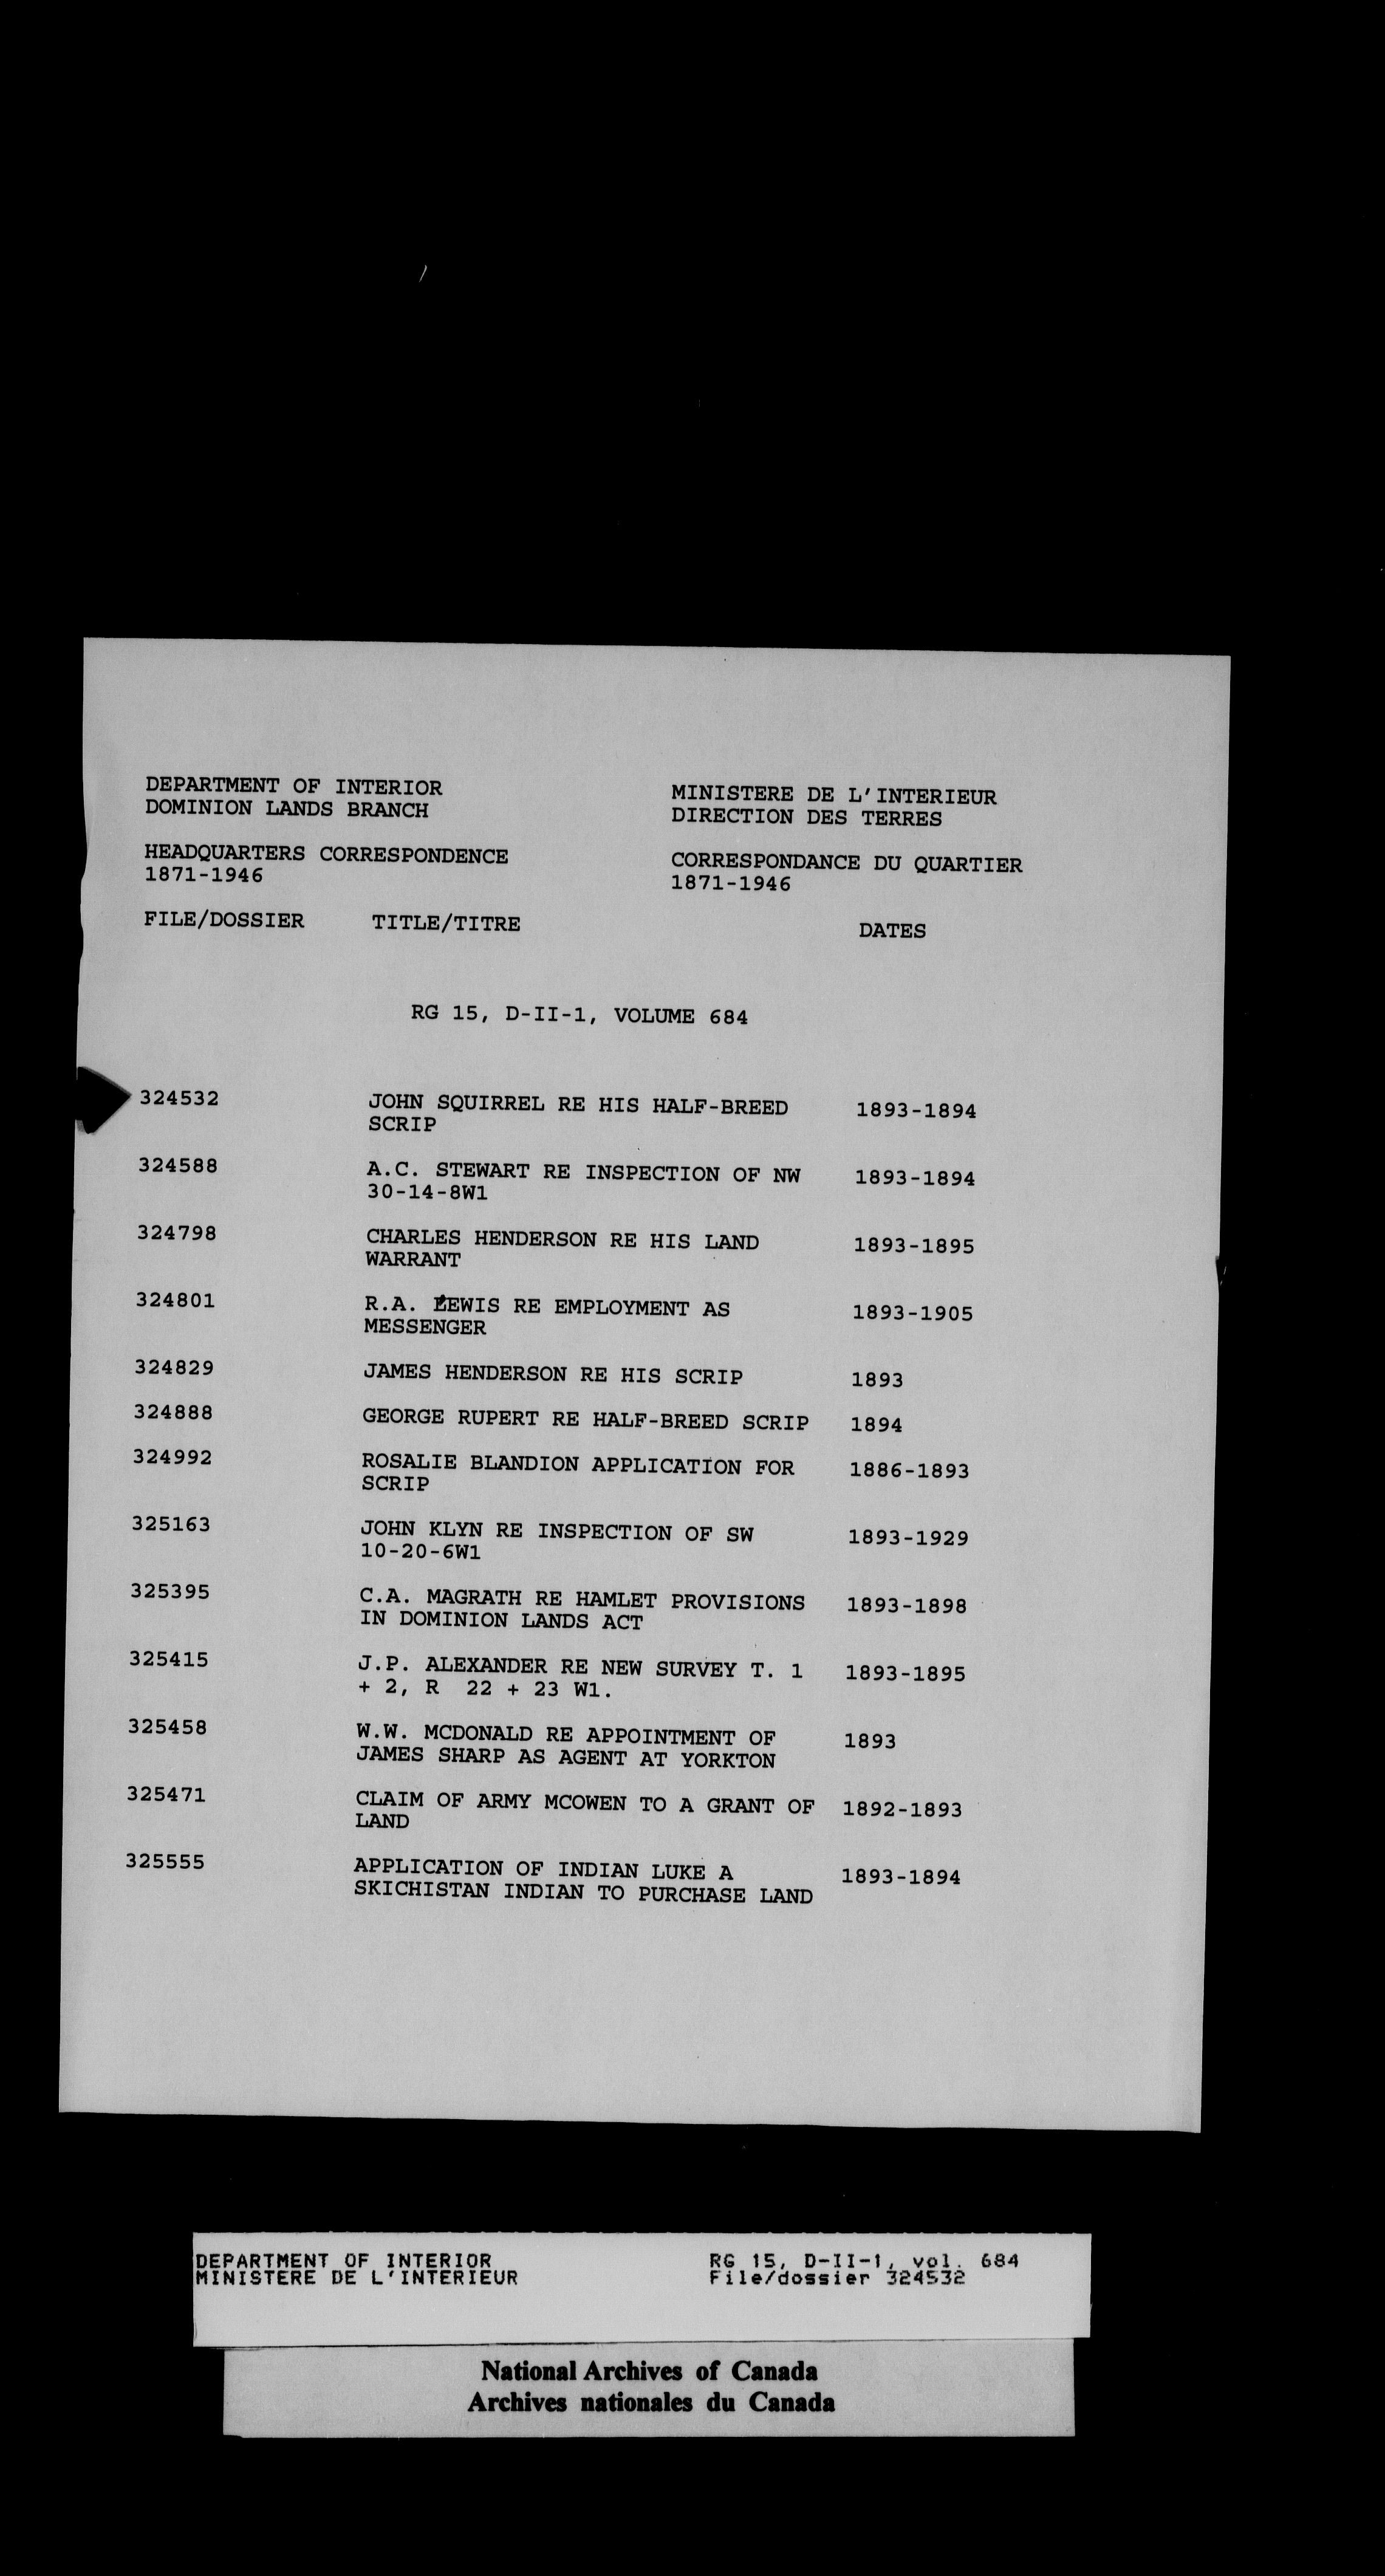 DEPARTMENT OF INTERIOR MINISTERE DE L'INTERIEUR
DOMINION LANDS BRANCH DIRECTION DES TERRES
HEADQUARTERS CORRESPONDENCE CORRESPONDANCE DU QUARTIER
1871-1946 1871-1946
FILE/DOSSIER TITLE/TITRE DATES
RG 15, D-II-1, VOLUME 684
324532 JOHN SQUIRREL RE HIS HALF-BREED 1893-1894
SCRIP
324588 A.C. STEWART RE INSPECTION OF NW 1893-1894
30-14-8W1
324798 CHARLES HENDERSON RE HIS LAND 1893-1895
WARRANT
324801 R.A. LEWIS RE EMPLOYMENT AS 1893-1905
MESSENGER
324829 JAMES HENDERSON RE HIS SCRIP 1893
324888 GEORGE RUPERT RE HALF-BREED SCRIP 1894
324992 ROSALIE BLANDION APPLICATION FOR 1886-1893
SCRIP
325163 JOHN KLYN RE INSPECTION OF SW 1893-1929
10-20-6W1
325395 C.A. MAGRATH RE HAMLET PROVISIONS 1893-1898
IN DOMINION LANDS ACT
325415 J.P. ALEXANDER RE NEW SURVEY T. 1 1893-1895
+ 2, R 22 + 23 W1.
325458 W.W. MCDONALD RE APPOINTMENT OF 1893
JAMES SHARP AS AGENT AT YORKTON
325471 CLAIM OF ARMY MCOWEN TO A GRANT OF 1892-1893
LAND
325555 APPLICATION OF INDIAN LUKE A 1893-1894
SKICHISTAN INDIAN TO PURCHASE LAND
DEPARTMENT OF INTERIOR RG 15, D-II-1, vol. 684
MINISTERE DE L'INTERIEUR File/dossier 324532
National Archives of Canada
Archives nationales du Canada